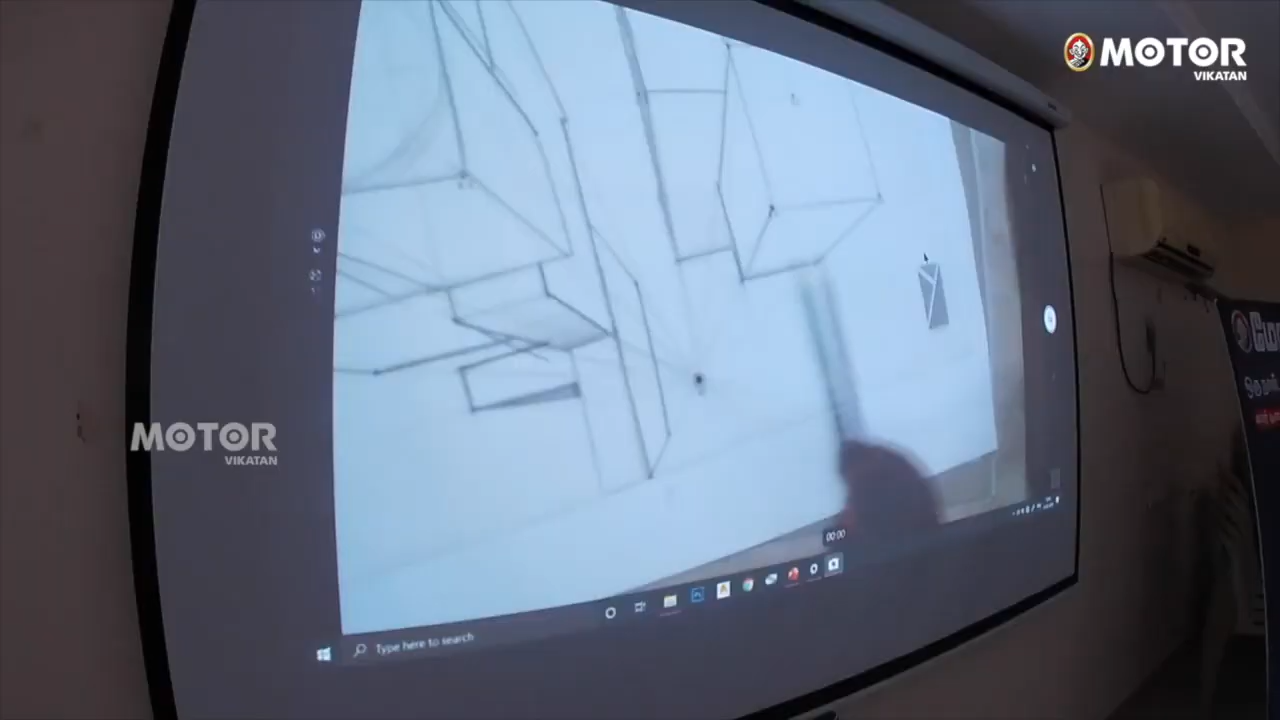 MOTOR
VIKATAN
MOTOR
VIKATAN
00:00
Type here to search